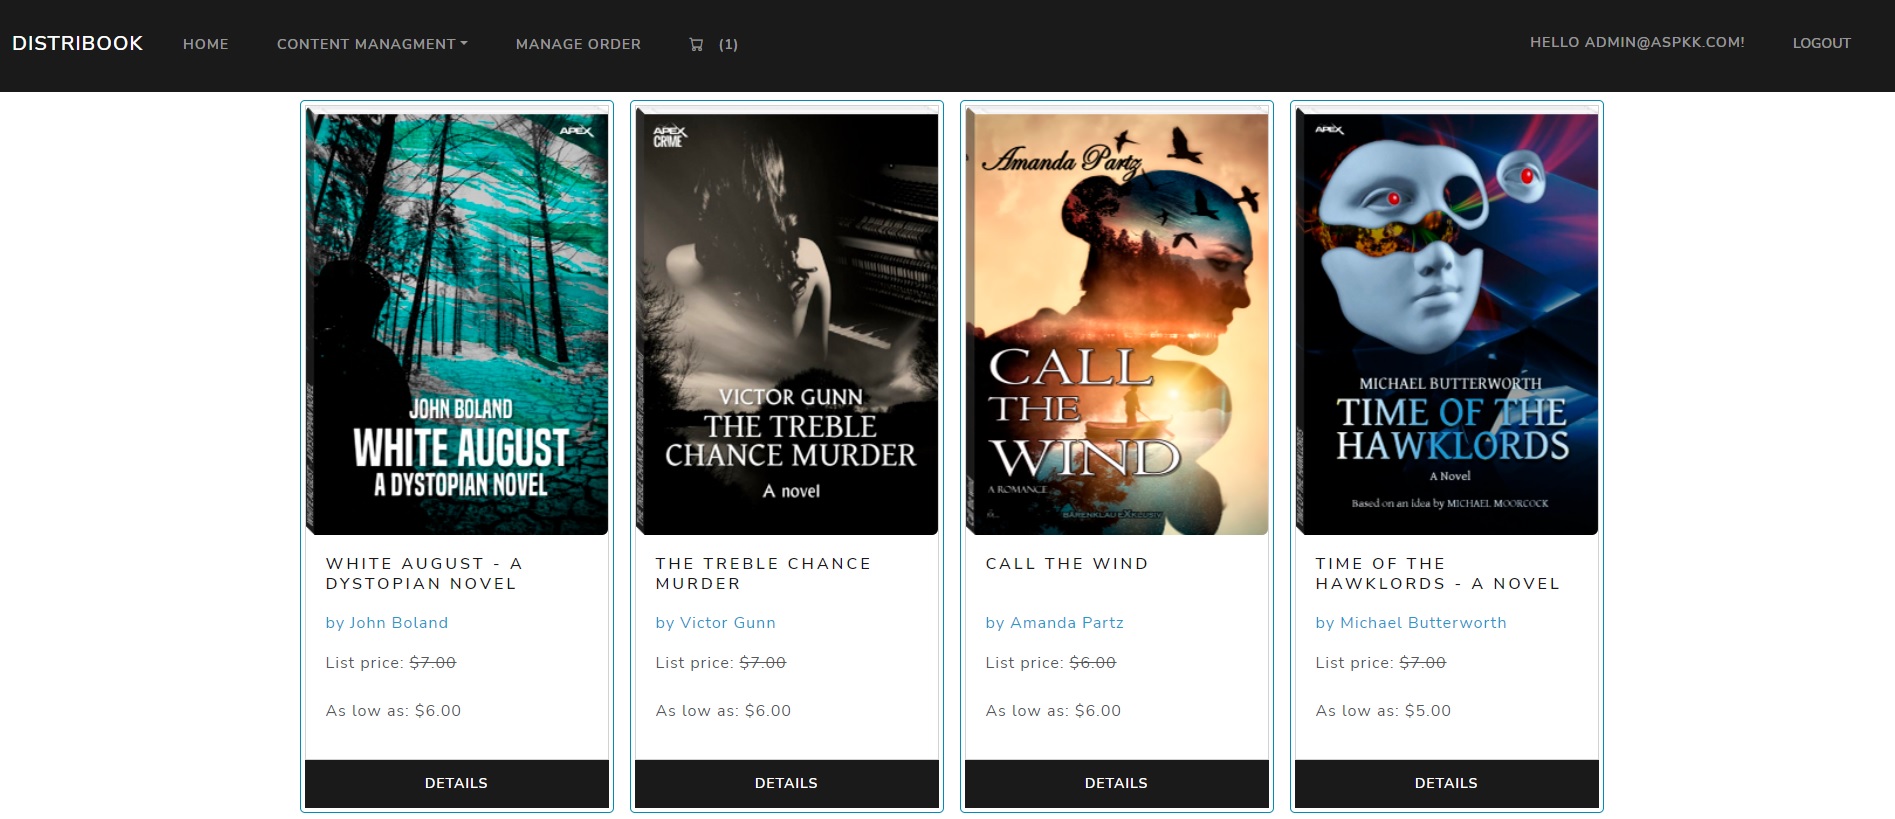 DISTRIBOOK HOME CONTENT MANAGMENT MANAGE ORDER (1) HELLO ADMIN@ASPKK.COM! LOGOUT
APEX
JOHN BOLAND
WHITE AUGUST
A DYSTOPIAN NOVEL
WHITE AUGUST - A
DYSTOPIAN NOVEL
by John Boland
List price: $7.00
As low as: $6.00
DETAILS
APEX
CRIME
VICTOR GUNN
THE TREBLE
CHANCE MURDER
A novel
THE TREBLE CHANCE
MURDER
by Victor Gunn
List price: $7.00
As low as: $6.00
DETAILS
Amanda Partz
CALL
THE
WIND
A ROMANCE
BÄRENKLAU EXKLUSIV
CALL THE WIND
by Amanda Partz
List price: $6.00
As low as: $6.00
DETAILS
APEX
MICHAEL BUTTERWORTH
TIME OF THE
HAWKLORDS
A Novel
Based on an idea by MICHAEL MOORCOCK
TIME OF THE
HAWKLORDS - A NOVEL
by Michael Butterworth
List price: $7.00
As low as: $5.00
DETAILS